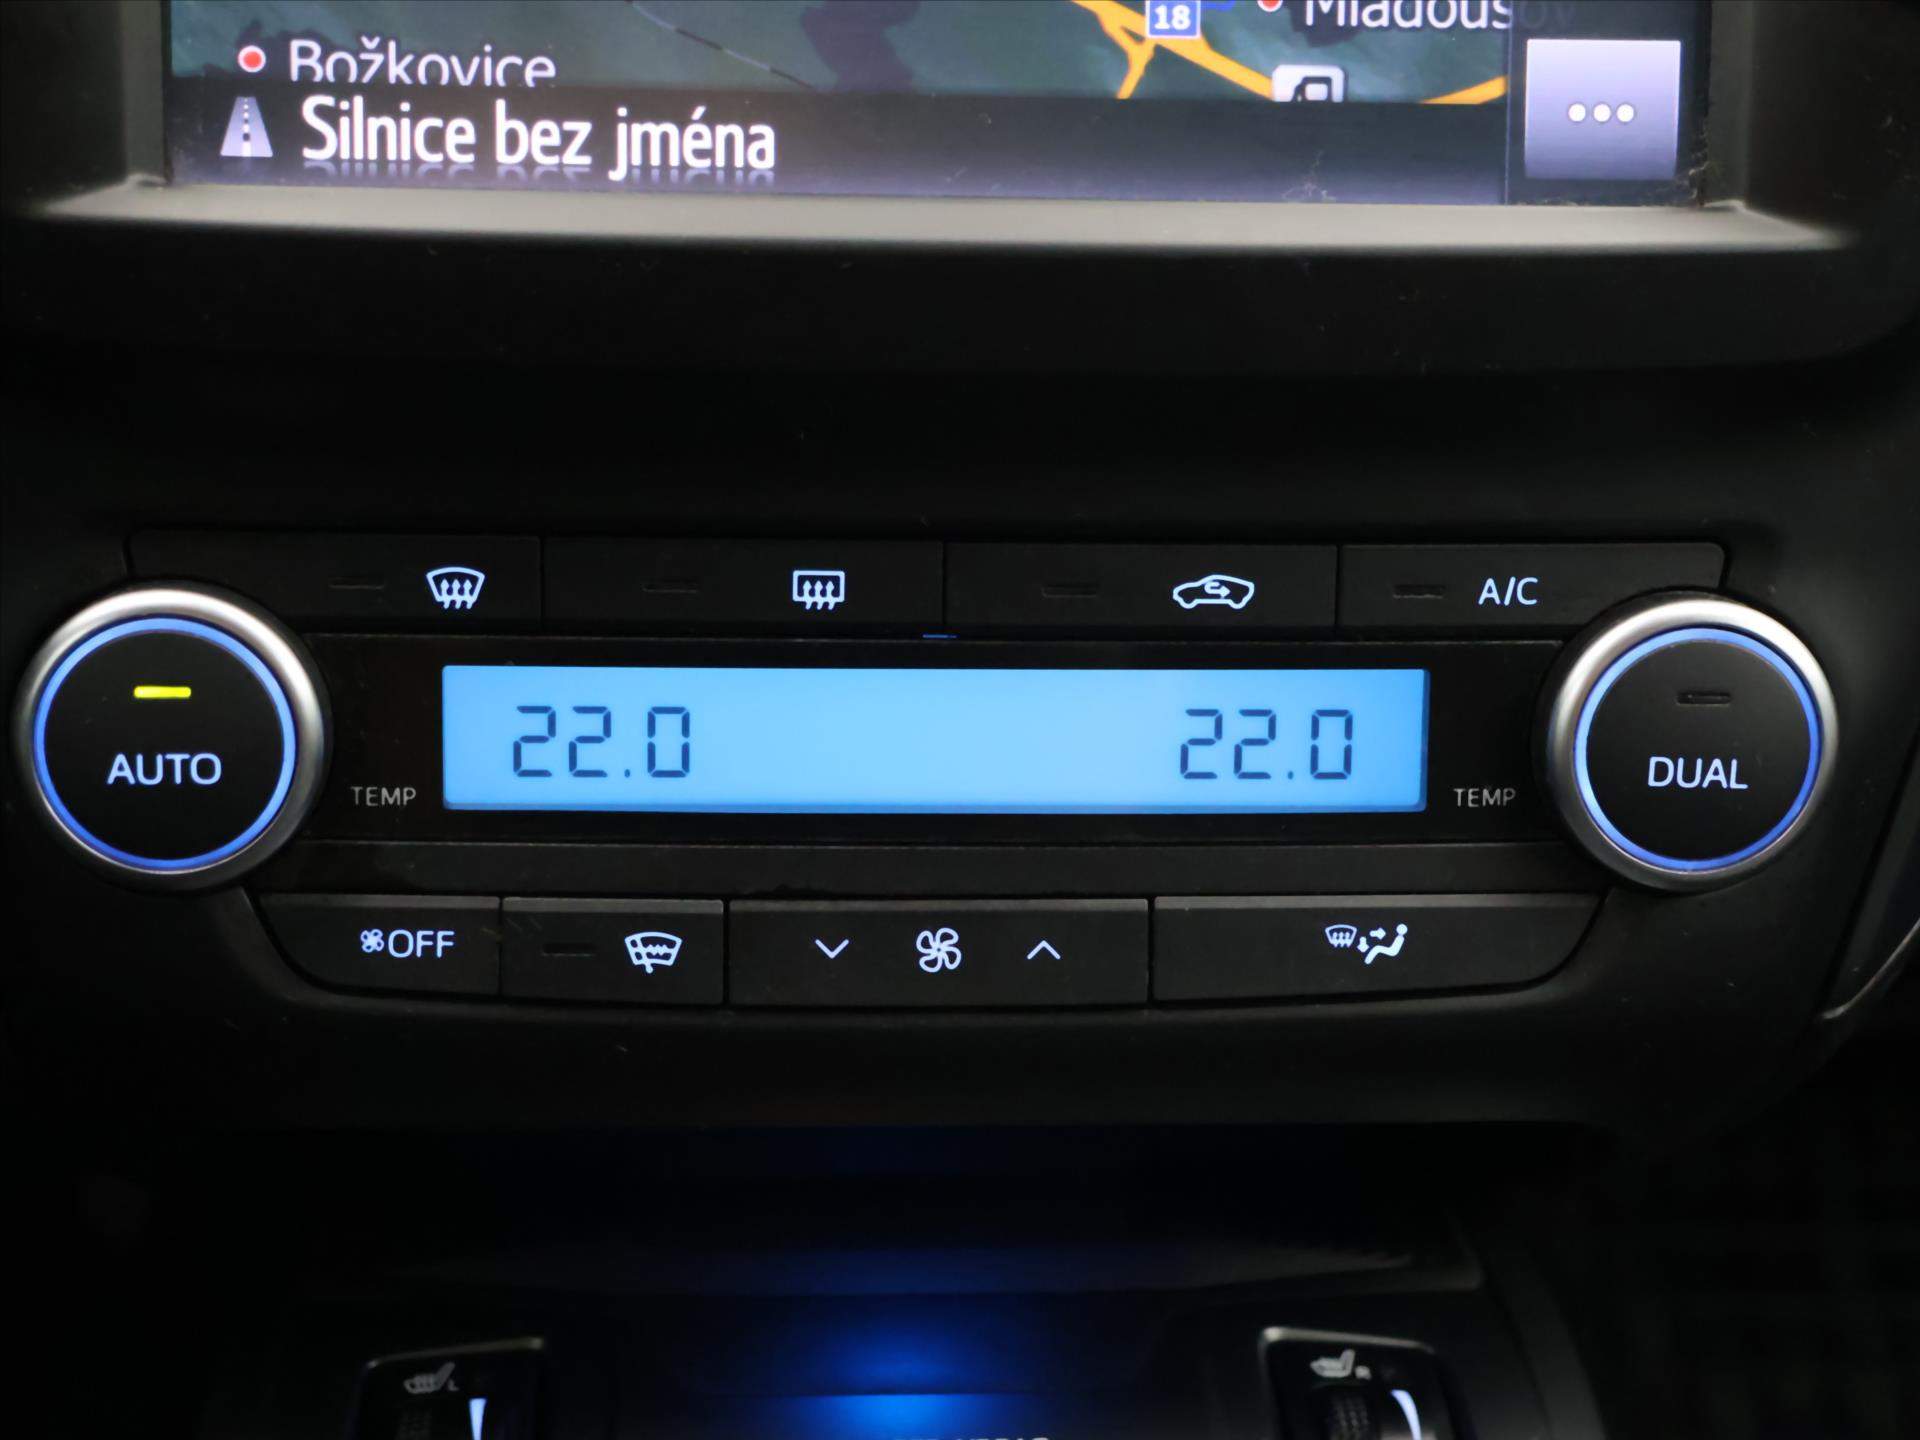 18
Božkovice
Silnice bez jména
A/C
AUTO
22.0
22.0
DUAL
TEMP
TEMP
OFF
L
R